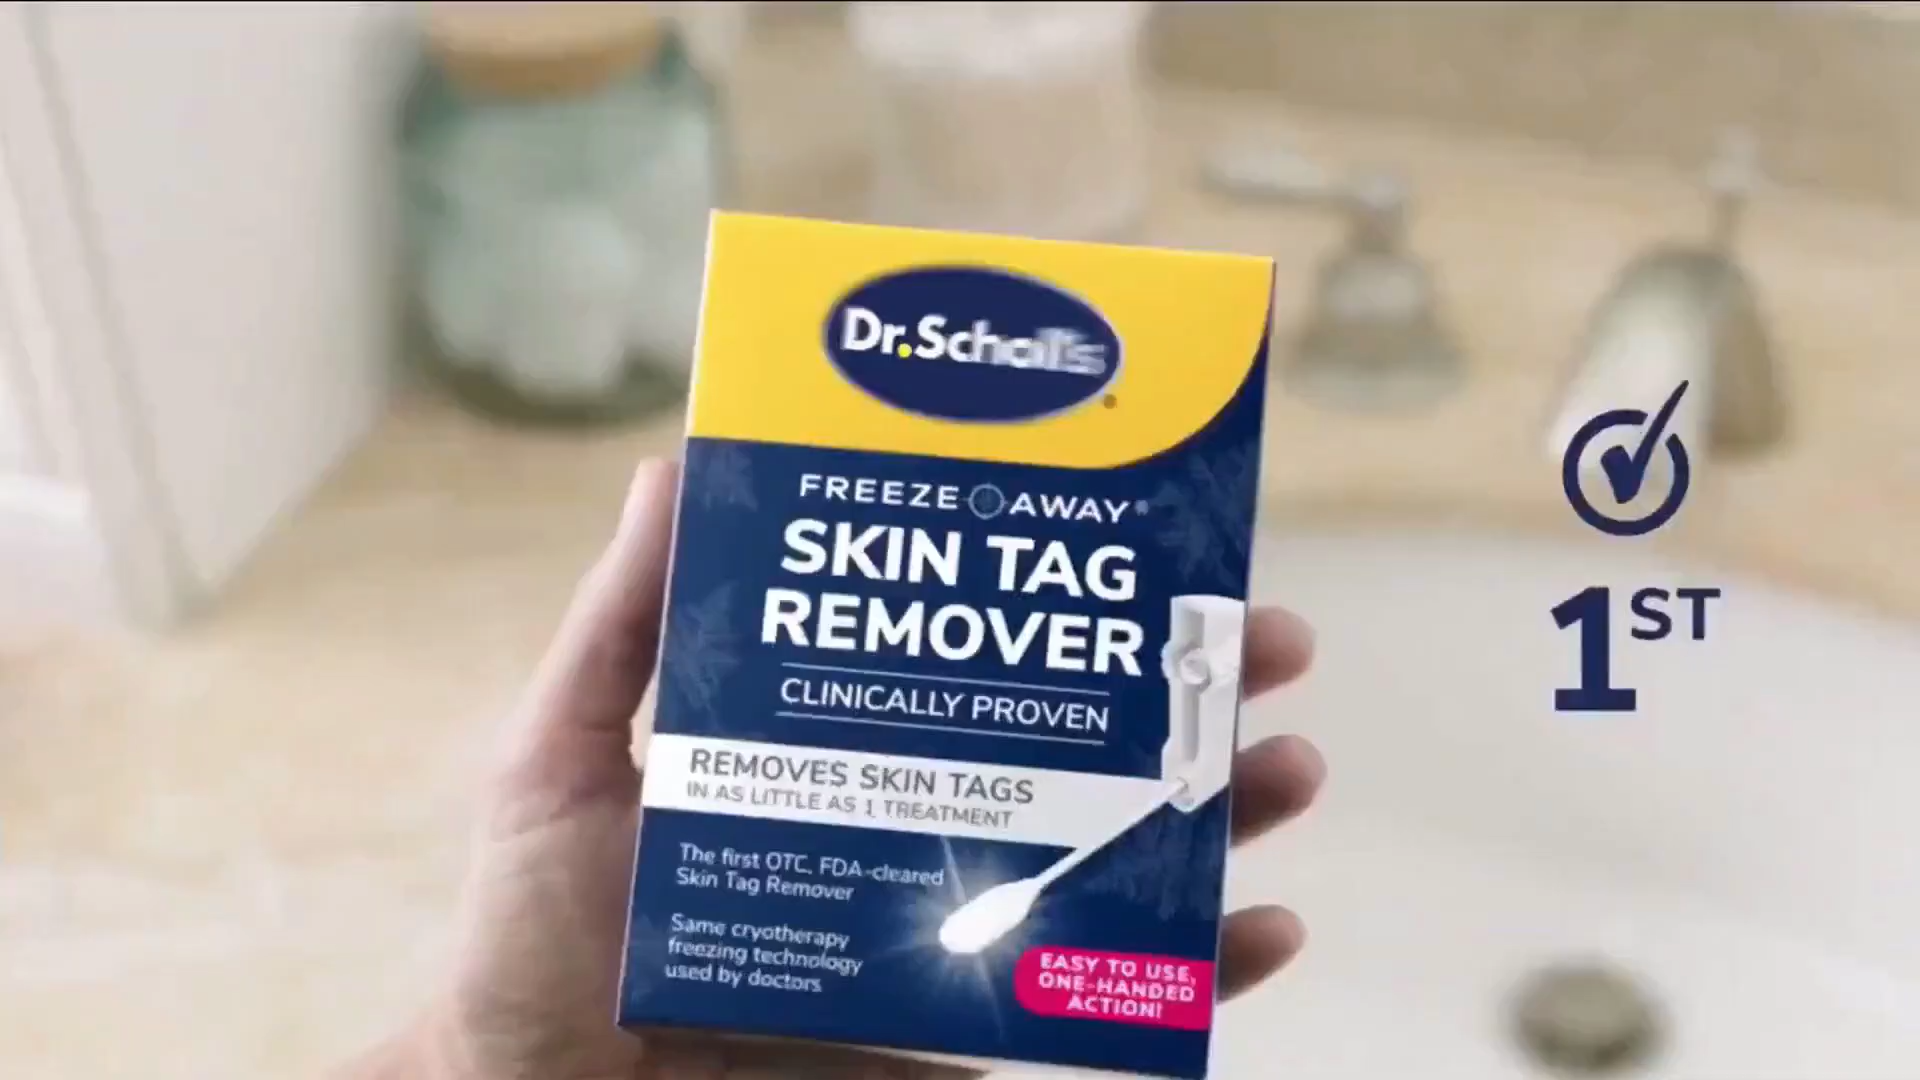 Dr.Scholl's
FREEZE AWAY®
SKIN TAG
REMOVER
CLINICALLY PROVEN
REMOVES SKIN TAGS
IN AS LITTLE AS 1 TREATMENT
The first OTC, FDA-cleared
Skin Tag Remover
Same cryotherapy
freezing technology
used by doctors
EASY TO USE,
ONE-HANDED
ACTION!
1ST